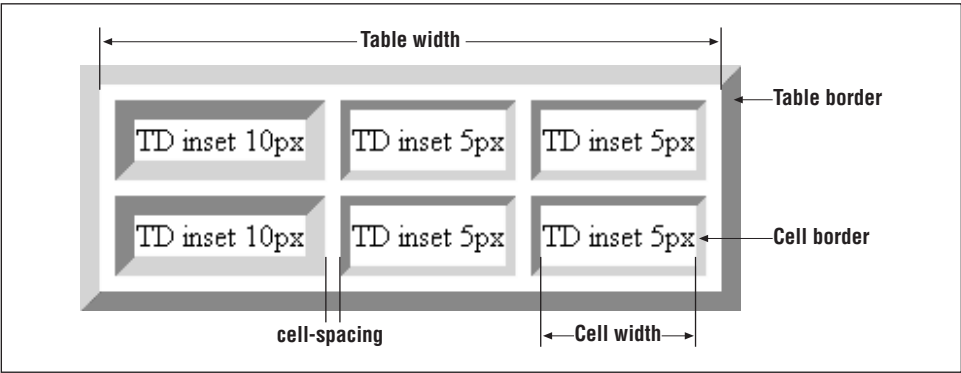 Table width
Table border
TD inset 10px TD inset 5px TD inset 5px
TD inset 10px TD inset 5px TD inset 5px
Cell border
cell-spacing
Cell width